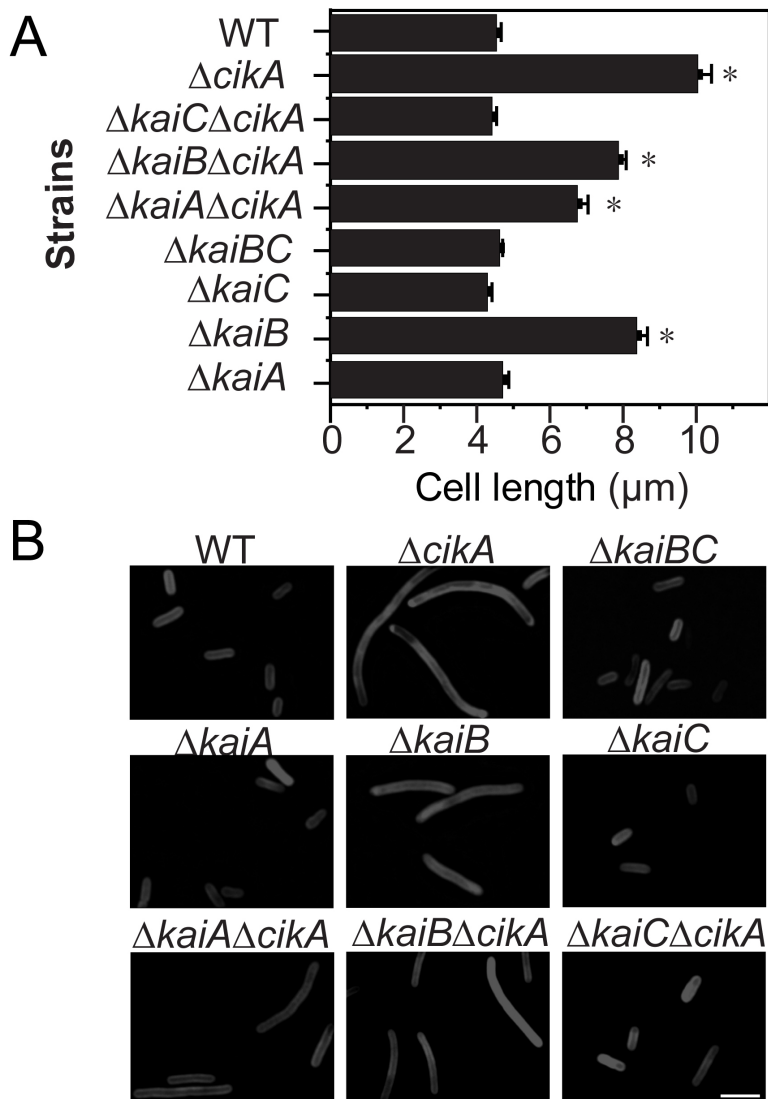 A
Strains
WT
ΔcikA
ΔkaiCΔcikA
ΔkaiBΔcikA
ΔkaiAΔcikA
ΔkaiBC
ΔkaiC
ΔkaiB
ΔkaiA
*
*
*
*
0 2 4 6 8 10
Cell length (μm)
B
WT ΔcikA ΔkaiBC
ΔkaiA ΔkaiB ΔkaiC
ΔkaiAΔcikA ΔkaiBΔcikA ΔkaiCΔcikA